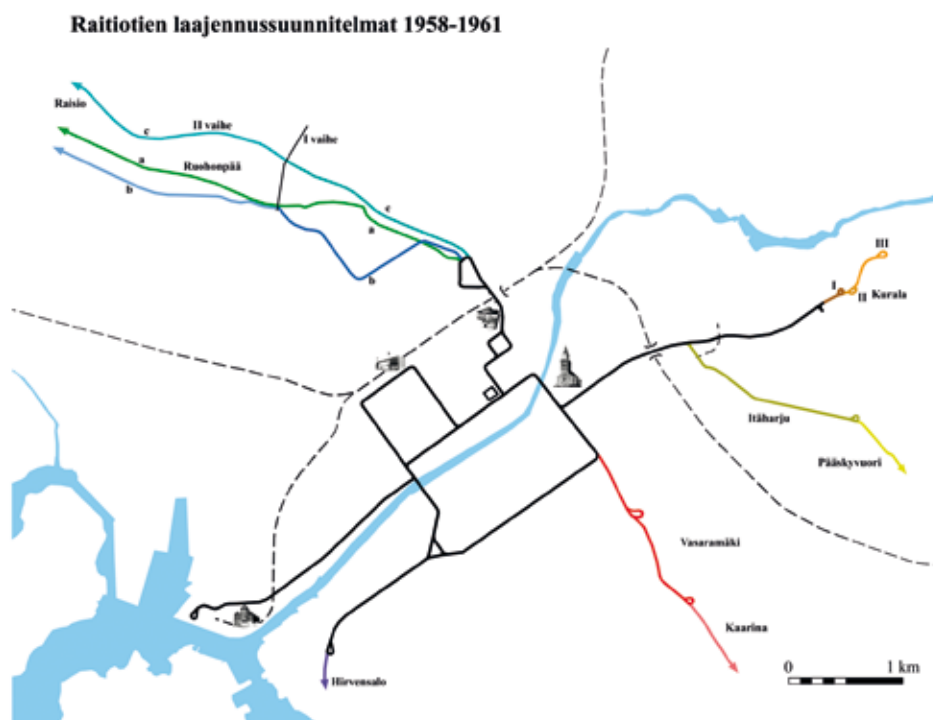 Raitiotien laajennussuunnitelmat 1958-1961
Raisio
c
II vaihe
I vaihe
a
Ruohonpää
b
c
a
b
III
I
II
Kurala
Itäharju
Pääskyvuori
Vasaramäki
Kaarina
Hirvensalo
0
1 km